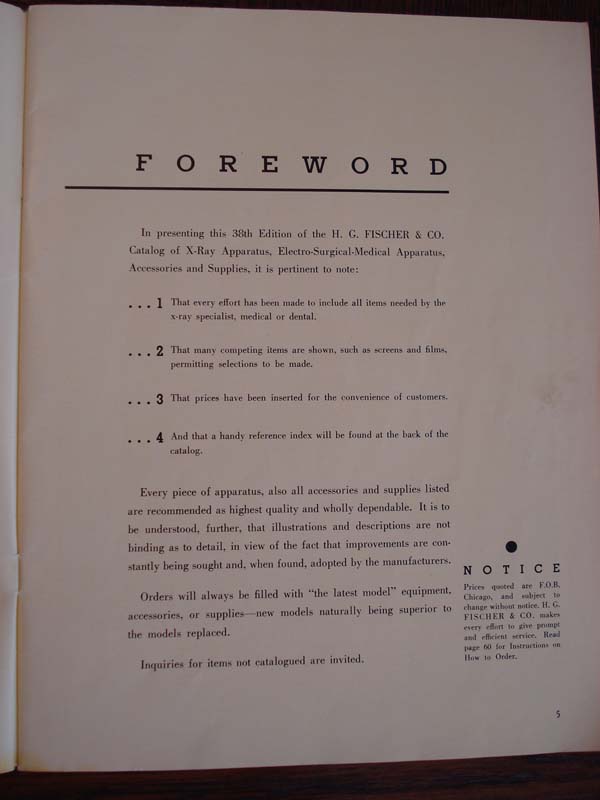 FOREWORD
In presenting this 38th Edition of the H. G. FISCHER & CO.
Catalog of X-Ray Apparatus, Electro-Surgical-Medical Apparatus,
Accessories and Supplies, it is pertinent to note:
. . . 1 That every effort has been made to include all items needed by the
x-ray specialist, medical or dental.
. . . 2 That many competing items are shown, such as screens and films,
permitting selections to be made.
. . . 3 That prices have been inserted for the convenience of customers.
. . . 4 And that a handy reference index will be found at the back of the
catalog.
Every piece of apparatus, also all accessories and supplies listed
are recommended as highest quality and wholly dependable. It is to
be understood, further, that illustrations and descriptions are not
binding as to detail, in view of the fact that improvements are con-
stantly being sought and, when found, adopted by the manufacturers.
Orders will always be filled with “the latest model” equipment,
accessories, or supplies—new models naturally being superior to
the models replaced.
Inquiries for items not catalogued are invited.
NOTICE
Prices quoted are F.O.B.
Chicago, and subject to
change without notice. H. G.
FISCHER & CO. makes
every effort to give prompt
and efficient service. Read
page 60 for Instructions on
How to Order.
5